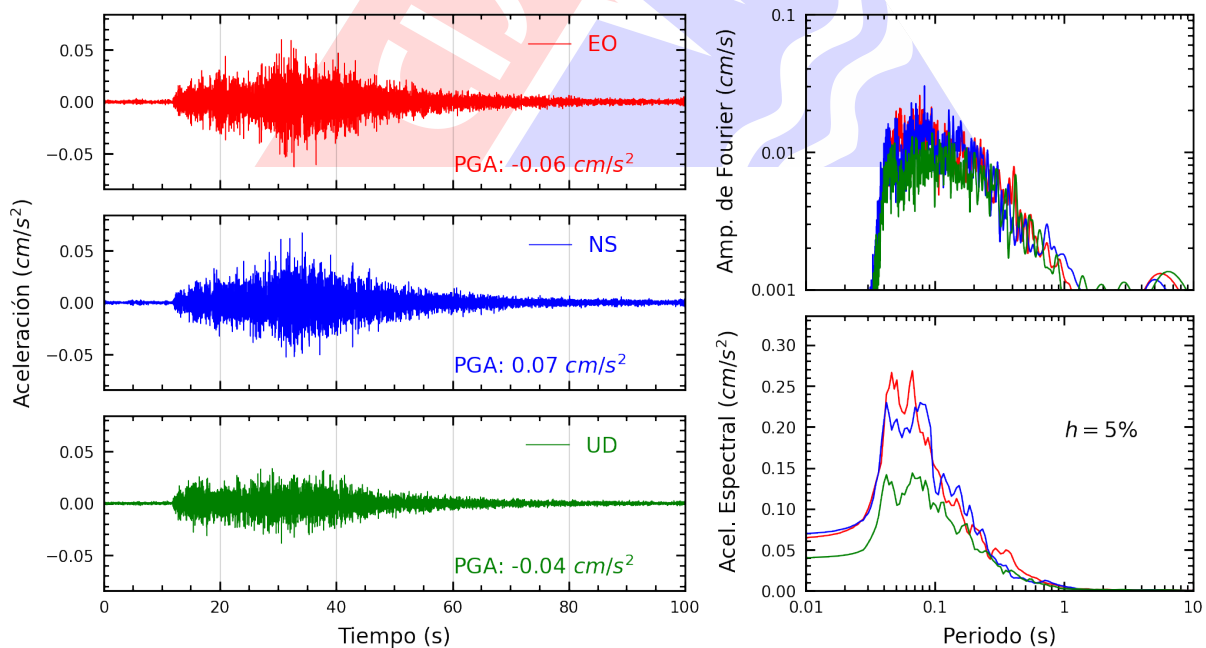 Aceleración (cm/s²)
0.05
0.00
−0.05
EO
PGA: -0.06 cm/s²
0.05
0.00
−0.05
NS
PGA: 0.07 cm/s²
0.05
0.00
−0.05
UD
PGA: -0.04 cm/s²
0 20 40 60 80 100
Tiempo (s)
Amp. de Fourier (cm/s)
0.1
0.01
0.001
Acel. Espectral (cm/s²)
0.30
0.25
0.20
0.15
0.10
0.05
0.00
h = 5%
0.01 0.1 1 10
Periodo (s)